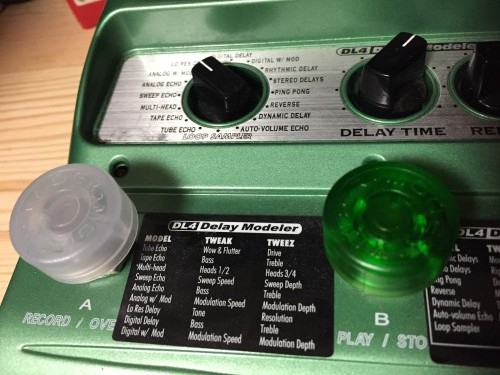 DIGITAL DELAY
LO RES
DIGITAL W/ MOD
ANALOG W/ MOD
RHYTHMIC DELAY
ANALOG ECHO
STEREO DELAYS
SWEEP ECHO
PING PONG
MULTI-HEAD
REVERSE
TAPE ECHO
DYNAMIC DELAY
TUBE ECHO
AUTO-VOLUME ECHO
LOOP SAMPLER
DL4 Delay Modeler
DELAY TIME
DL4 Delay Modeler
MODEL TWEAK TWEEZ
Tube Echo Wow & Flutter Drive
Tape Echo Bass Treble
Multi-head Heads 1/2 Heads 3/4
Sweep Echo Sweep Speed Sweep Depth
Analog Echo Bass Treble
Analog w/ Mod Modulation Speed Modulation Depth
Lo Res Delay Tone Resolution
Digital Delay Bass Treble
Digital w/ Mod Modulation Speed Modulation Depth
A
RECORD /
B
PLAY /
Delays
Reverse
Dynamic Delay
Auto-volume Echo
Loop Sampler